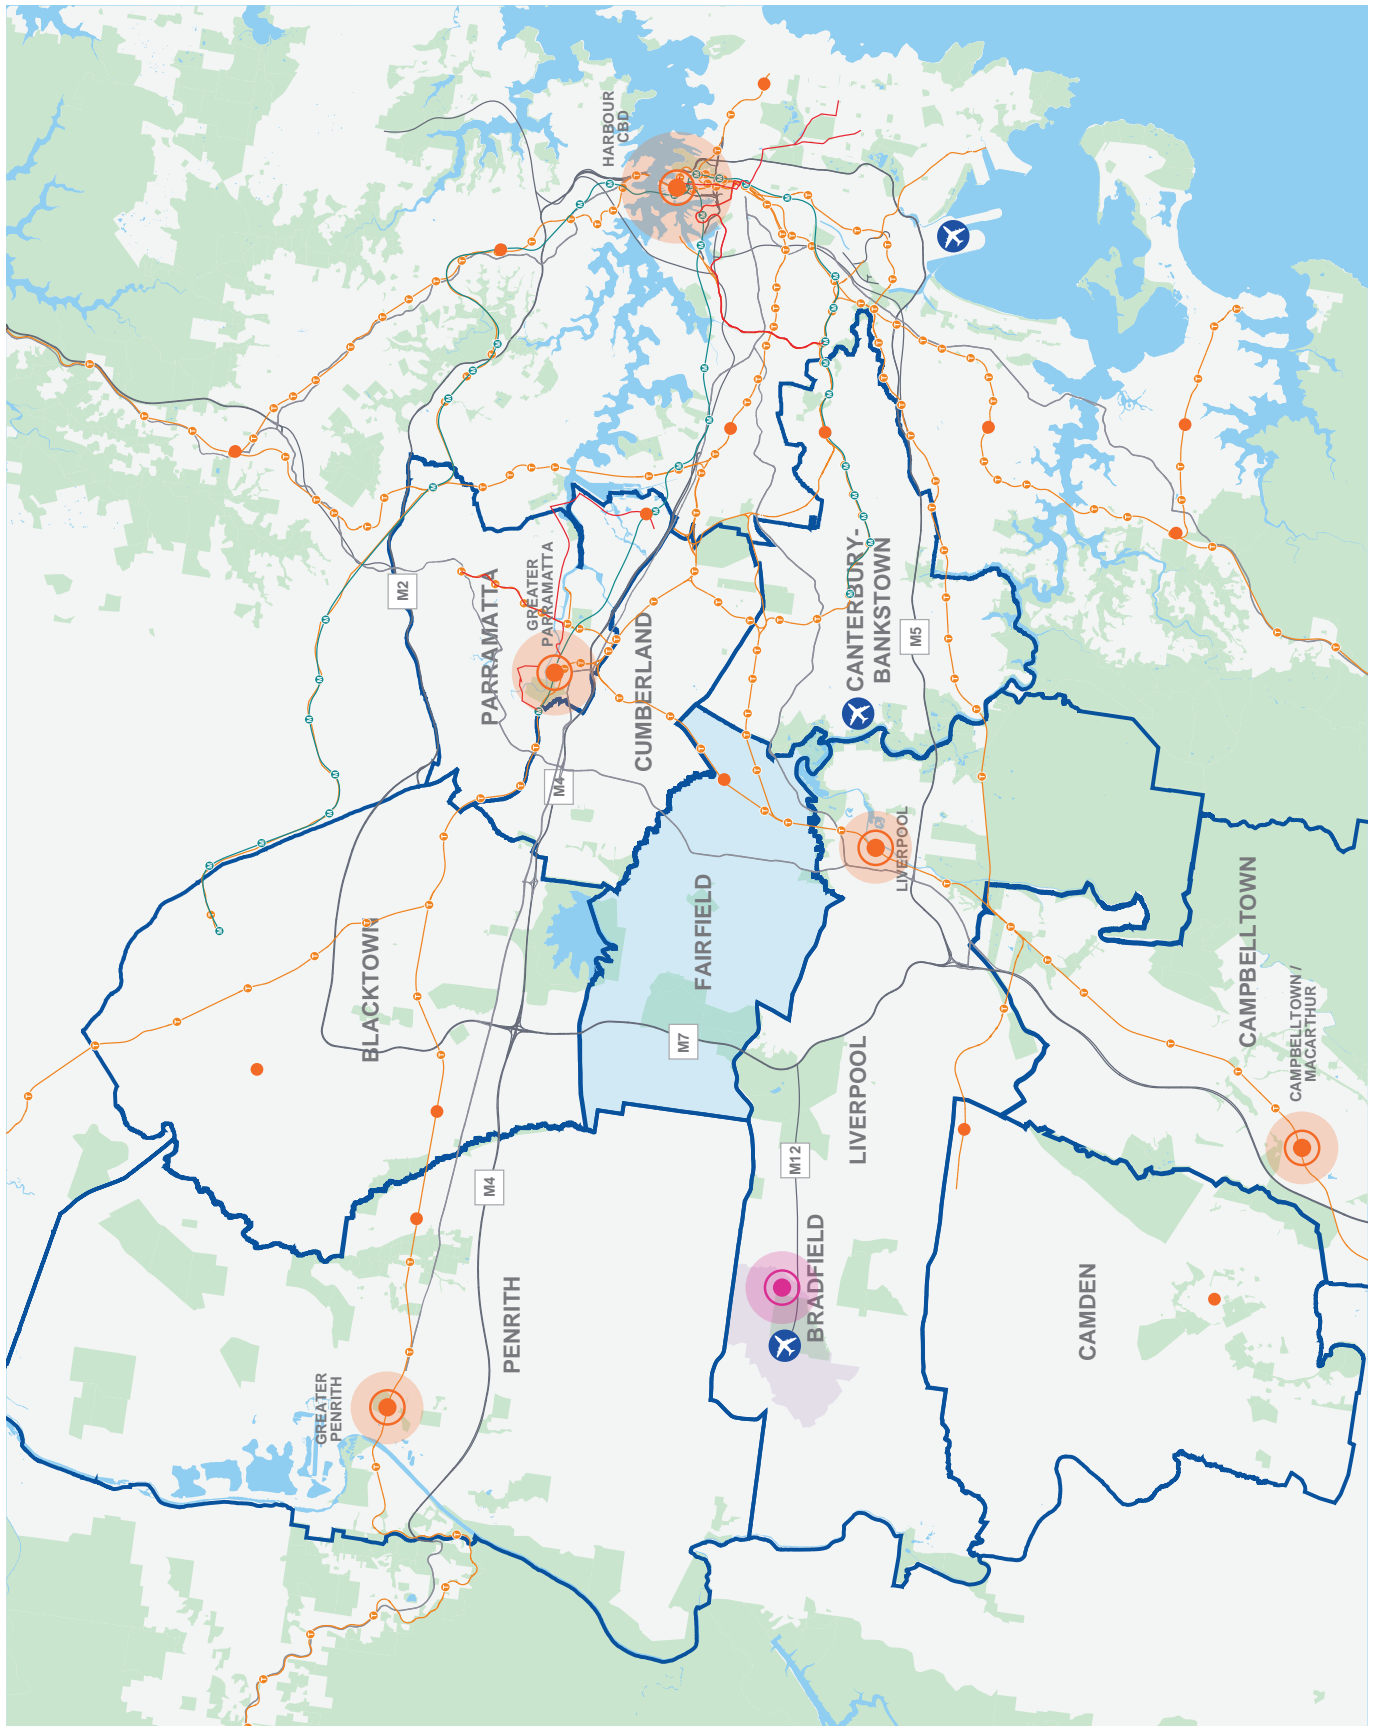 HARBOUR
CBD
M2
PARRAMATTA
GREATER
PARRAMATTA
CUMBERLAND
CANTERBURY-
BANKSTOWN
M5
M4
LIVERPOOL
FAIRFIELD
BLACKTOWN
M7
CAMPBELLTOWN
CAMPBELLTOWN /
MACARTHUR
LIVERPOOL
M12
M4
BRADFIELD
PENRITH
CAMDEN
GREATER
PENRITH